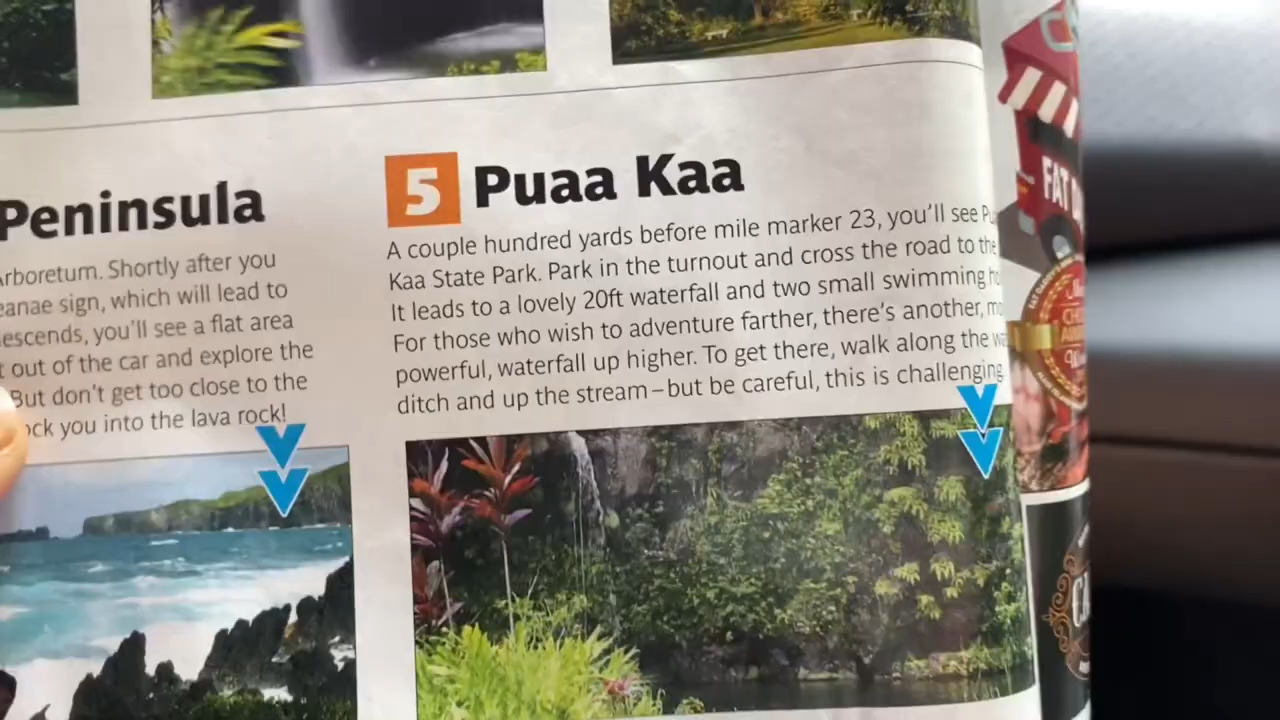 Peninsula
Arboretum. Shortly after you
eanae sign, which will lead to
escends, you'll see a flat area
out of the car and explore the
But don't get too close to the
ck you into the lava rock!
5 Puaa Kaa
A couple hundred yards before mile marker 23, you'll see
Kaa State Park. Park in the turnout and cross the road to the
It leads to a lovely 20ft waterfall and two small swimming
For those who wish to adventure farther, there's another,
powerful, waterfall up higher. To get there, walk along the
ditch and up the stream–but be careful, this is challenging.
FAT